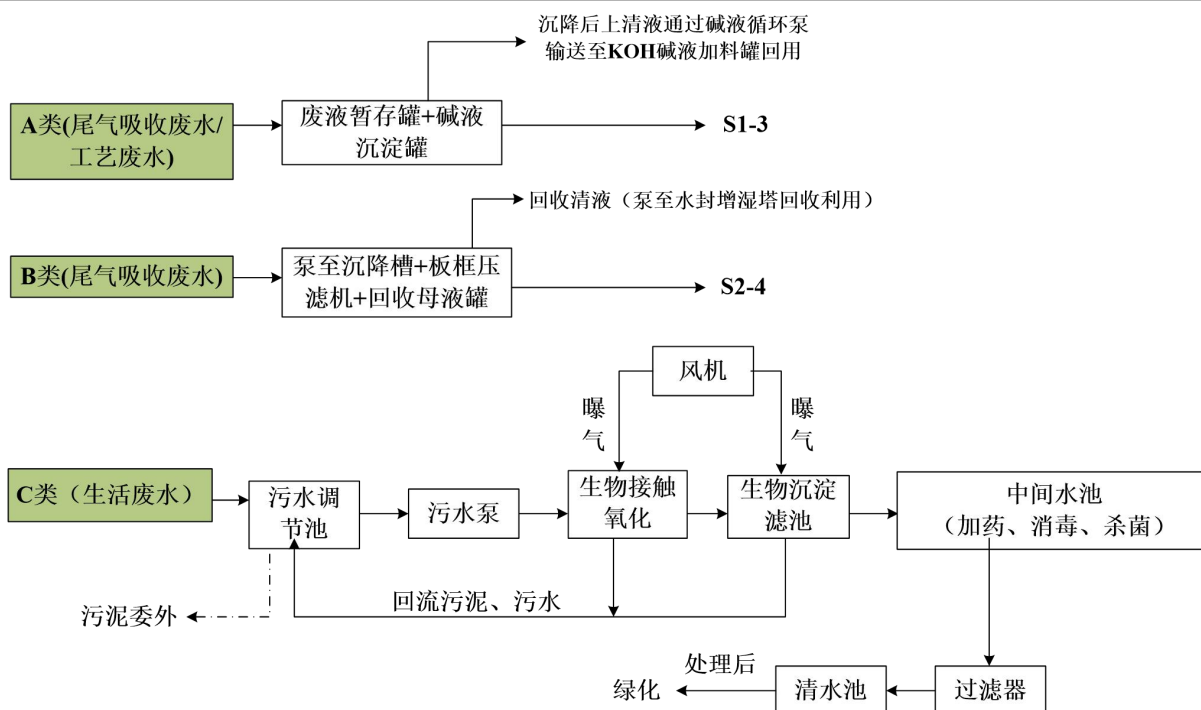 沉降后上清液通过碱液循环泵
输送至KOH碱液加料罐回用
A类(尾气吸收废水/
工艺废水)
废液暂存罐+碱液
沉淀罐
S1-3
回收清液（泵至水封增湿塔回收利用）
B类(尾气吸收废水)
泵至沉降槽+板框压
滤机+回收母液罐
S2-4
风机
曝
气
曝
气
C类（生活废水）
污水调
节池
污水泵
生物接触
氧化
生物沉淀
滤池
中间水池
（加药、消毒、杀菌）
回流污泥、污水
污泥委外
处理后
绿化
清水池
过滤器